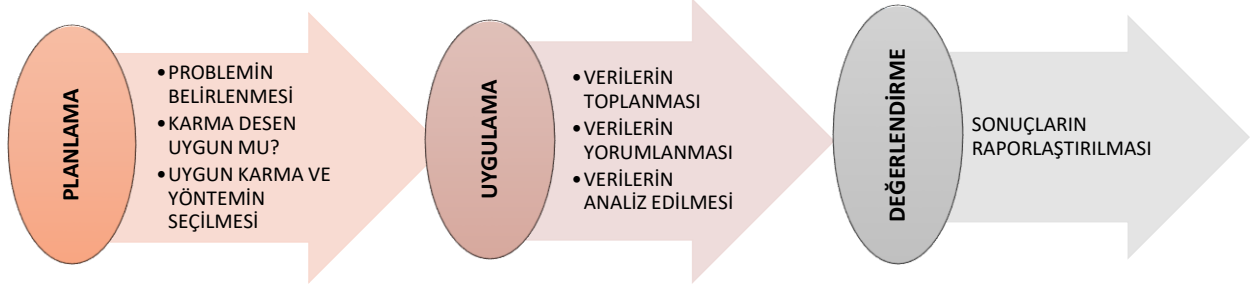 PLANLAMA
•PROBLEMİN
BELİRLENMESİ
•KARMA DESEN
UYGUN MU?
•UYGUN KARMA VE
YÖNTEMİN
SEÇİLMESİ
UYGULAMA
•VERİLERİN
TOPLANMASI
•VERİLERİN
YORUMLANMASI
•VERİLERİN
ANALİZ EDİLMESİ
DEĞERLENDİRME
SONUÇLARIN
RAPORLAŞTIRILMASI